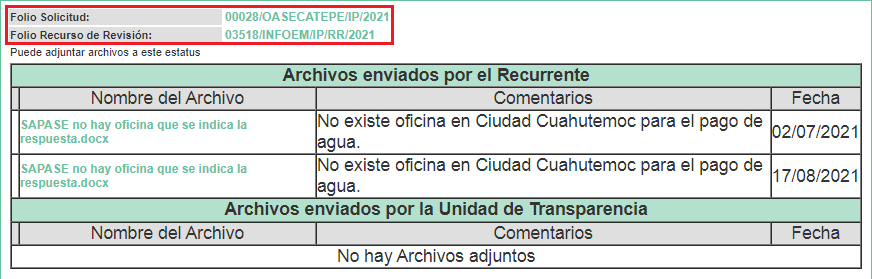 Folio Solicitud: 00028/OASECATEPE/IP/2021
Folio Recurso de Revisión: 03518/INFOEM/IP/RR/2021
Puede adjuntar archivos a este estatus
Archivos enviados por el Recurrente
Nombre del Archivo Comentarios Fecha
SAPASE no hay oficina que se indica la respuesta.docx No existe oficina en Ciudad Cuahutemoc para el pago de agua. 02/07/2021
SAPASE no hay oficina que se indica la respuesta.docx No existe oficina en Ciudad Cuahutemoc para el pago de agua. 17/08/2021
Archivos enviados por la Unidad de Transparencia
Nombre del Archivo Comentarios Fecha
No hay Archivos adjuntos